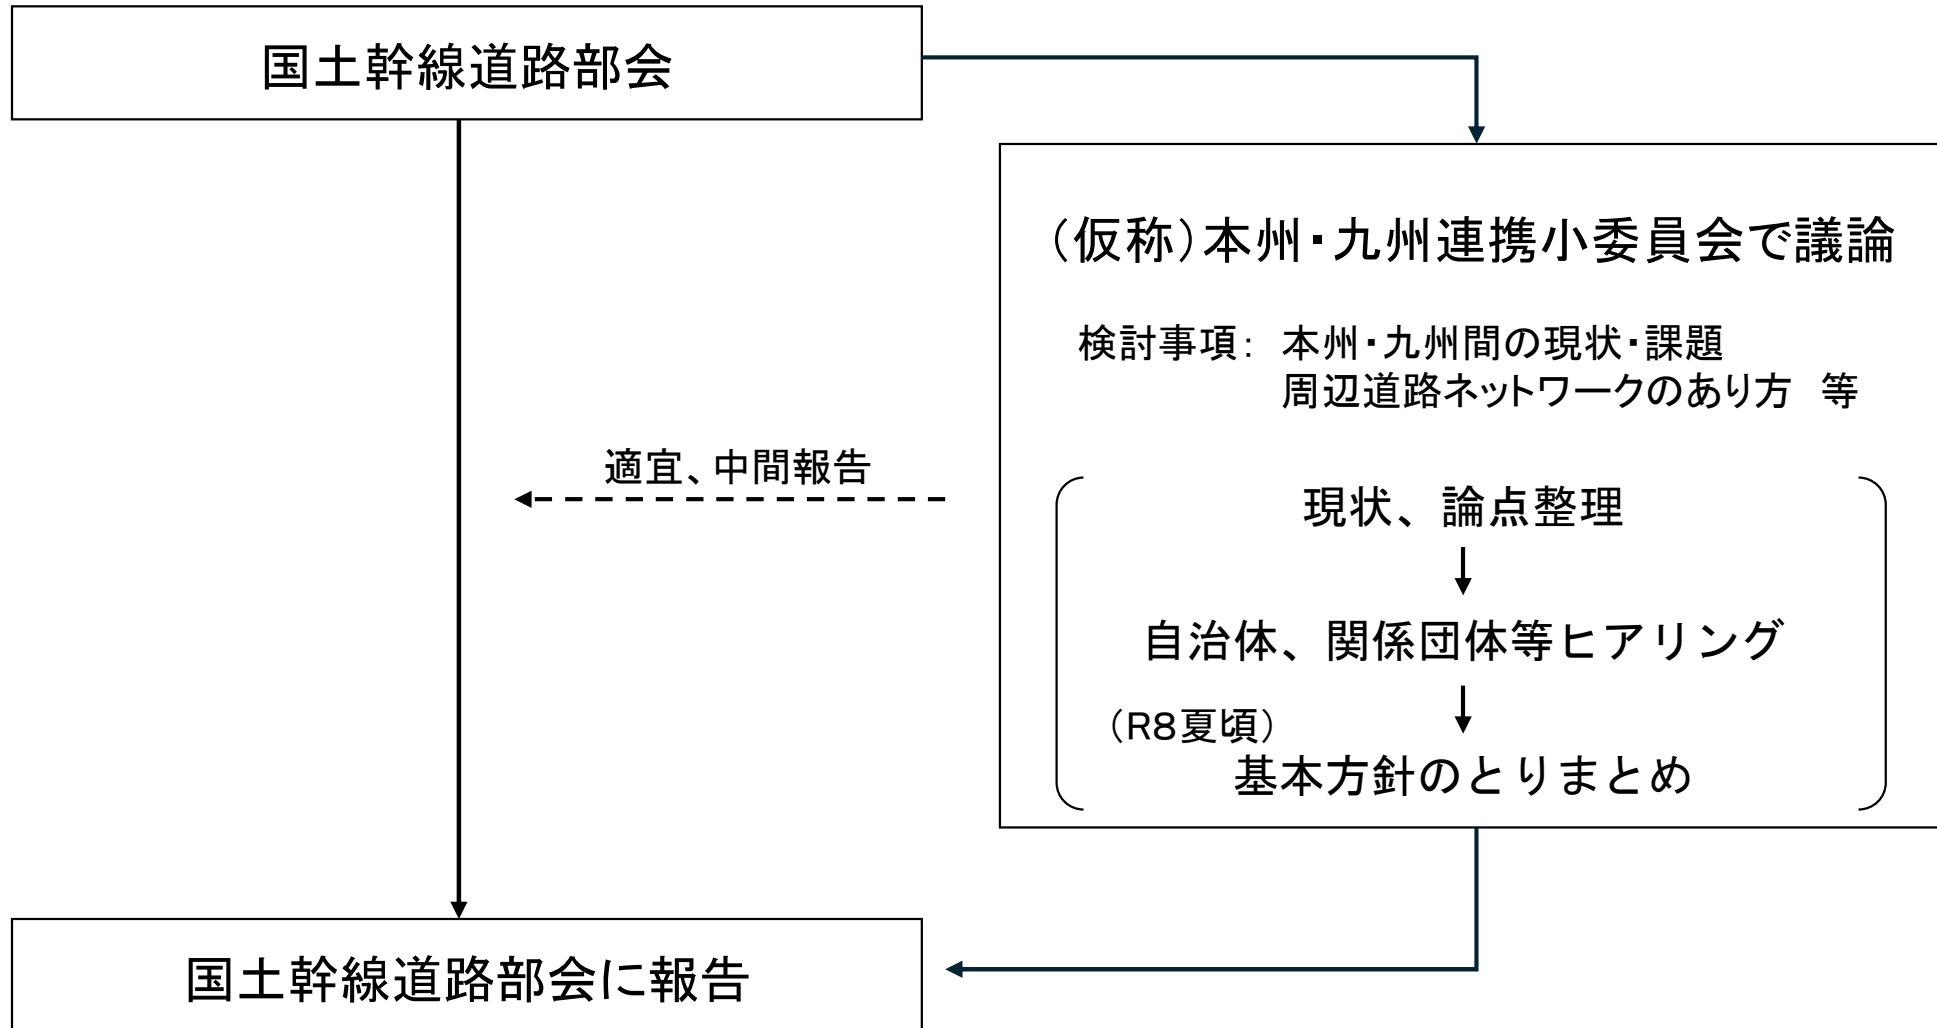 国土幹線道路部会
（仮称）本州・九州連携小委員会で議論
検討事項： 本州・九州間の現状・課題
周辺道路ネットワークのあり方　等
適宜、中間報告
現状、論点整理
自治体、関係団体等ヒアリング
（R8夏頃）
基本方針のとりまとめ
国土幹線道路部会に報告